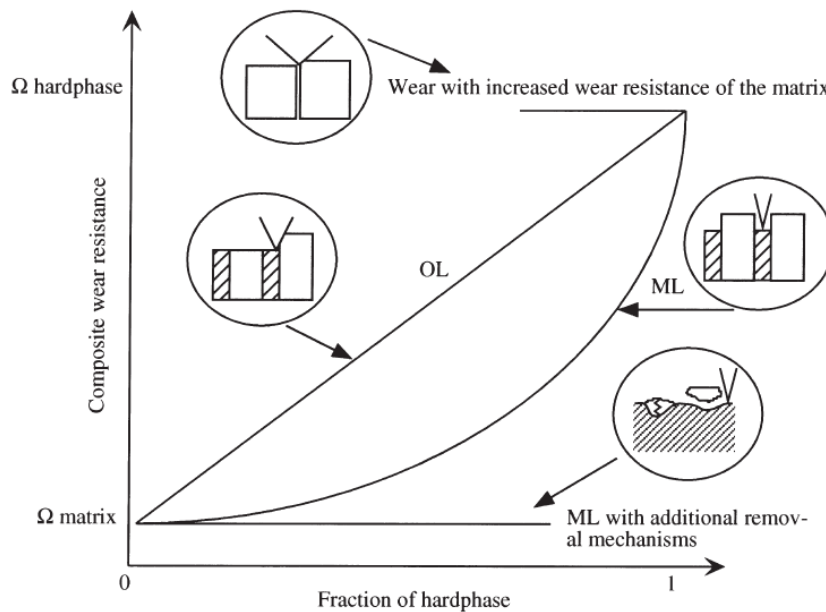 Ω hardphase
Wear with increased wear resistance of the matrix
Composite wear resistance
OL
ML
Ω matrix
ML with additional remov-
al mechanisms
0
1
Fraction of hardphase